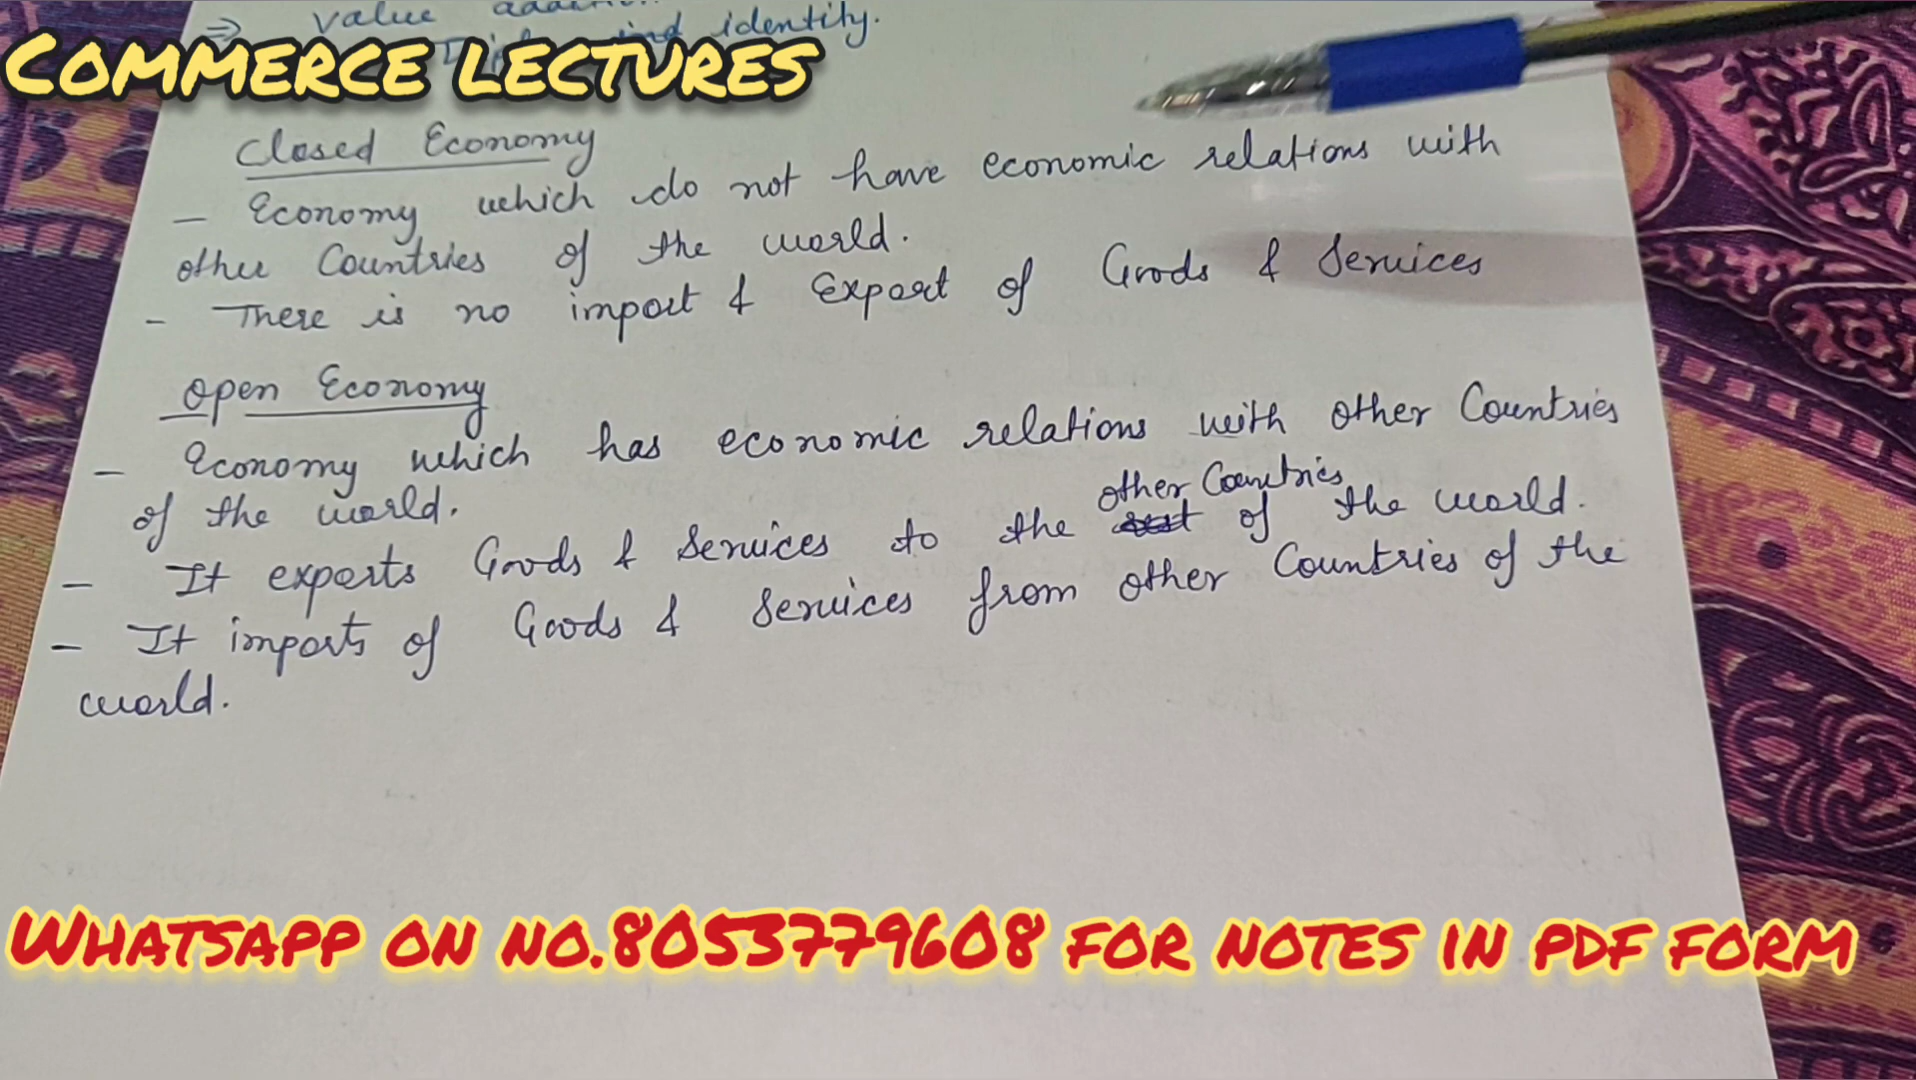 ⇒ value
identity.
COMMERCE LECTURES
Closed Economy
– Economy which do not have economic relations with
other Countries of the world.
- There is no import & Export of Goods & Services
Open Economy
– Economy which has economic relations with other Countries
of the world.
other Countries
– It exports Goods & Services to the of the world.
– It imports of Goods & Services from other Countries of the
world.
WHATSAPP ON NO.8053779608 FOR NOTES IN PDF FORM